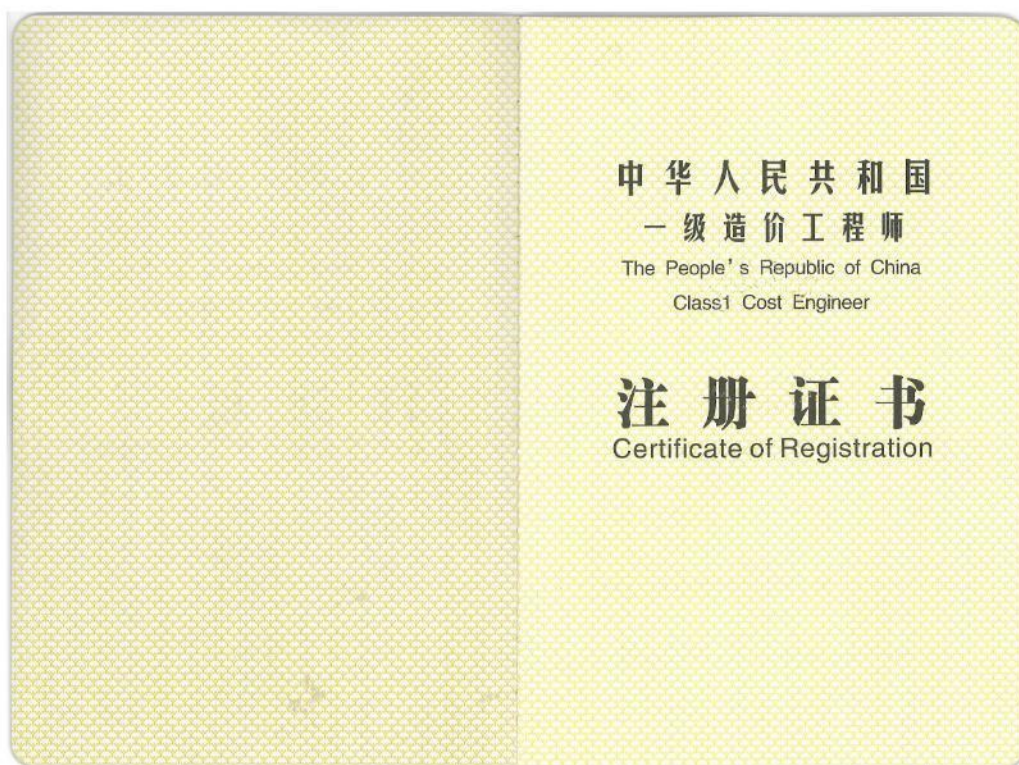 中华人民共和国
一级造价工程师
The People's Republic of China
Class1 Cost Engineer
注册证书
Certificate of Registration